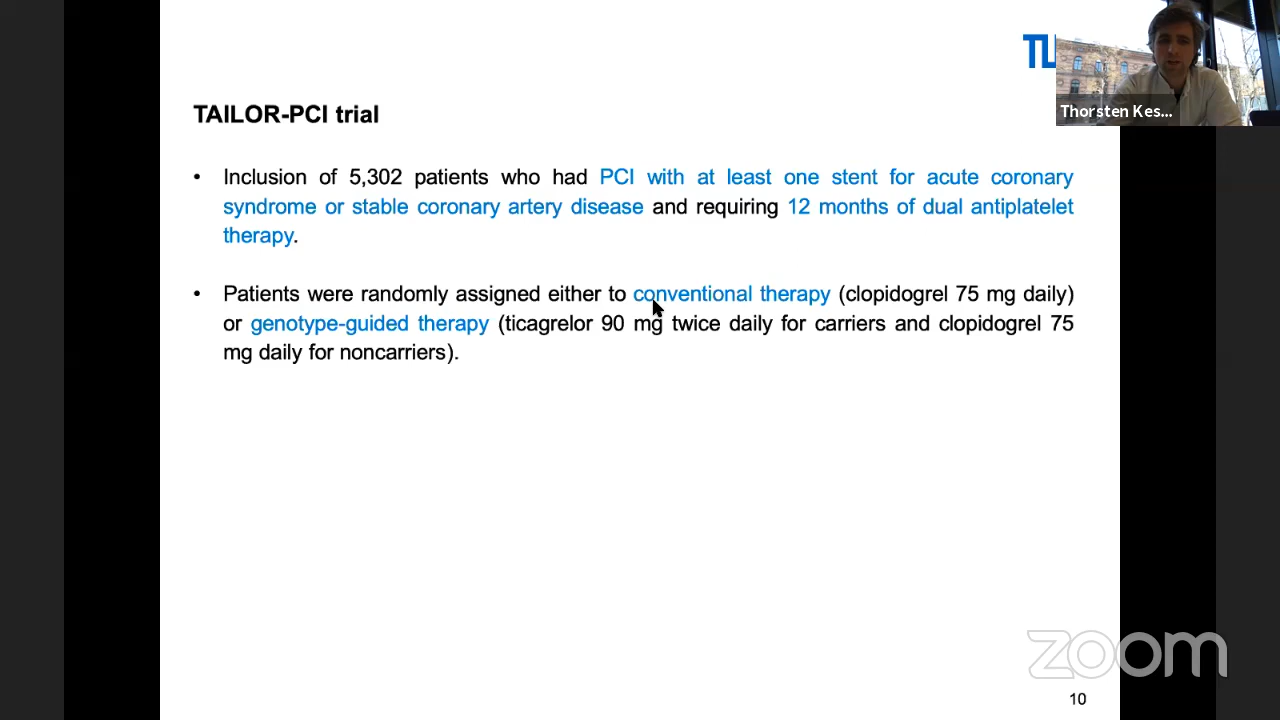 TAILOR-PCI trial
Thorsten Kes...
• Inclusion of 5,302 patients who had PCI with at least one stent for acute coronary
syndrome or stable coronary artery disease and requiring 12 months of dual antiplatelet
therapy.
• Patients were randomly assigned either to conventional therapy (clopidogrel 75 mg daily)
or genotype-guided therapy (ticagrelor 90 mg twice daily for carriers and clopidogrel 75
mg daily for noncarriers).
zoom
10